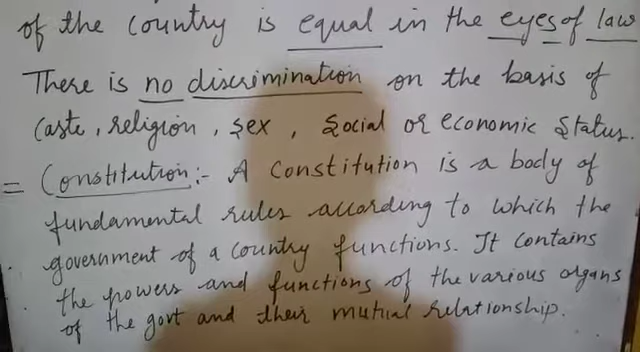 of the country is equal in the eyes of law
There is no discrimination on the basis of
Caste, religion, sex, Social or economic Status.
= Constitution:- A Constitution is a body of
fundamental rules according to which the
government of a country functions. It contains
the powers and functions of the various organs
of the govt and their mutual relationship.